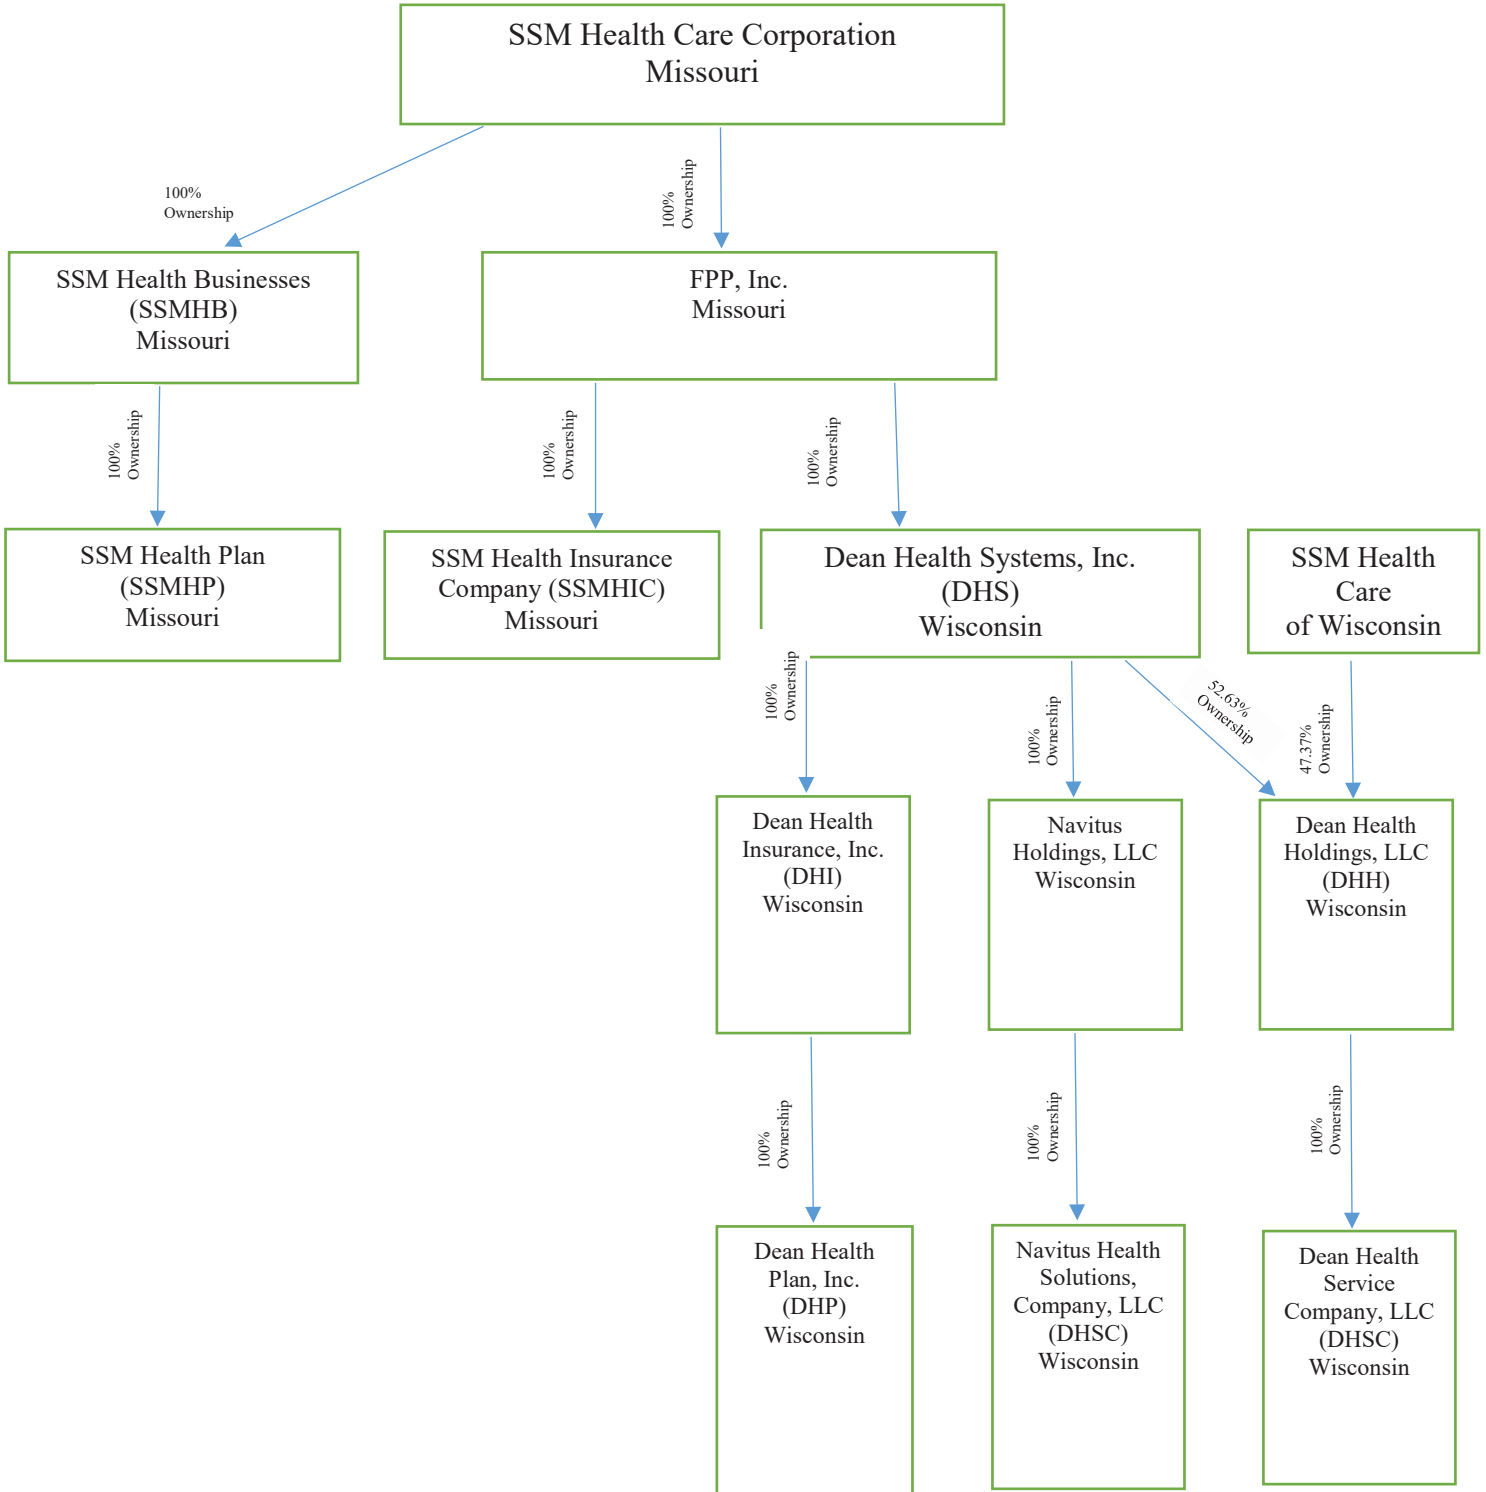 SSM Health Care Corporation
Missouri
100%
Ownership
100%
Ownership
SSM Health Businesses
(SSMHB)
Missouri
FPP, Inc.
Missouri
100%
Ownership
100%
Ownership
100%
Ownership
SSM Health Plan
(SSMHP)
Missouri
SSM Health Insurance
Company (SSMHIC)
Missouri
Dean Health Systems, Inc.
(DHS)
Wisconsin
SSM Health
Care
of Wisconsin
100%
Ownership
100%
Ownership
52.63%
Ownership
47.37%
Ownership
Dean Health
Insurance, Inc.
(DHI)
Wisconsin
Navitus
Holdings, LLC
Wisconsin
Dean Health
Holdings, LLC
(DHH)
Wisconsin
100%
Ownership
100%
Ownership
100%
Ownership
Dean Health
Plan, Inc.
(DHP)
Wisconsin
Navitus Health
Solutions,
Company, LLC
(DHSC)
Wisconsin
Dean Health
Service
Company, LLC
(DHSC)
Wisconsin